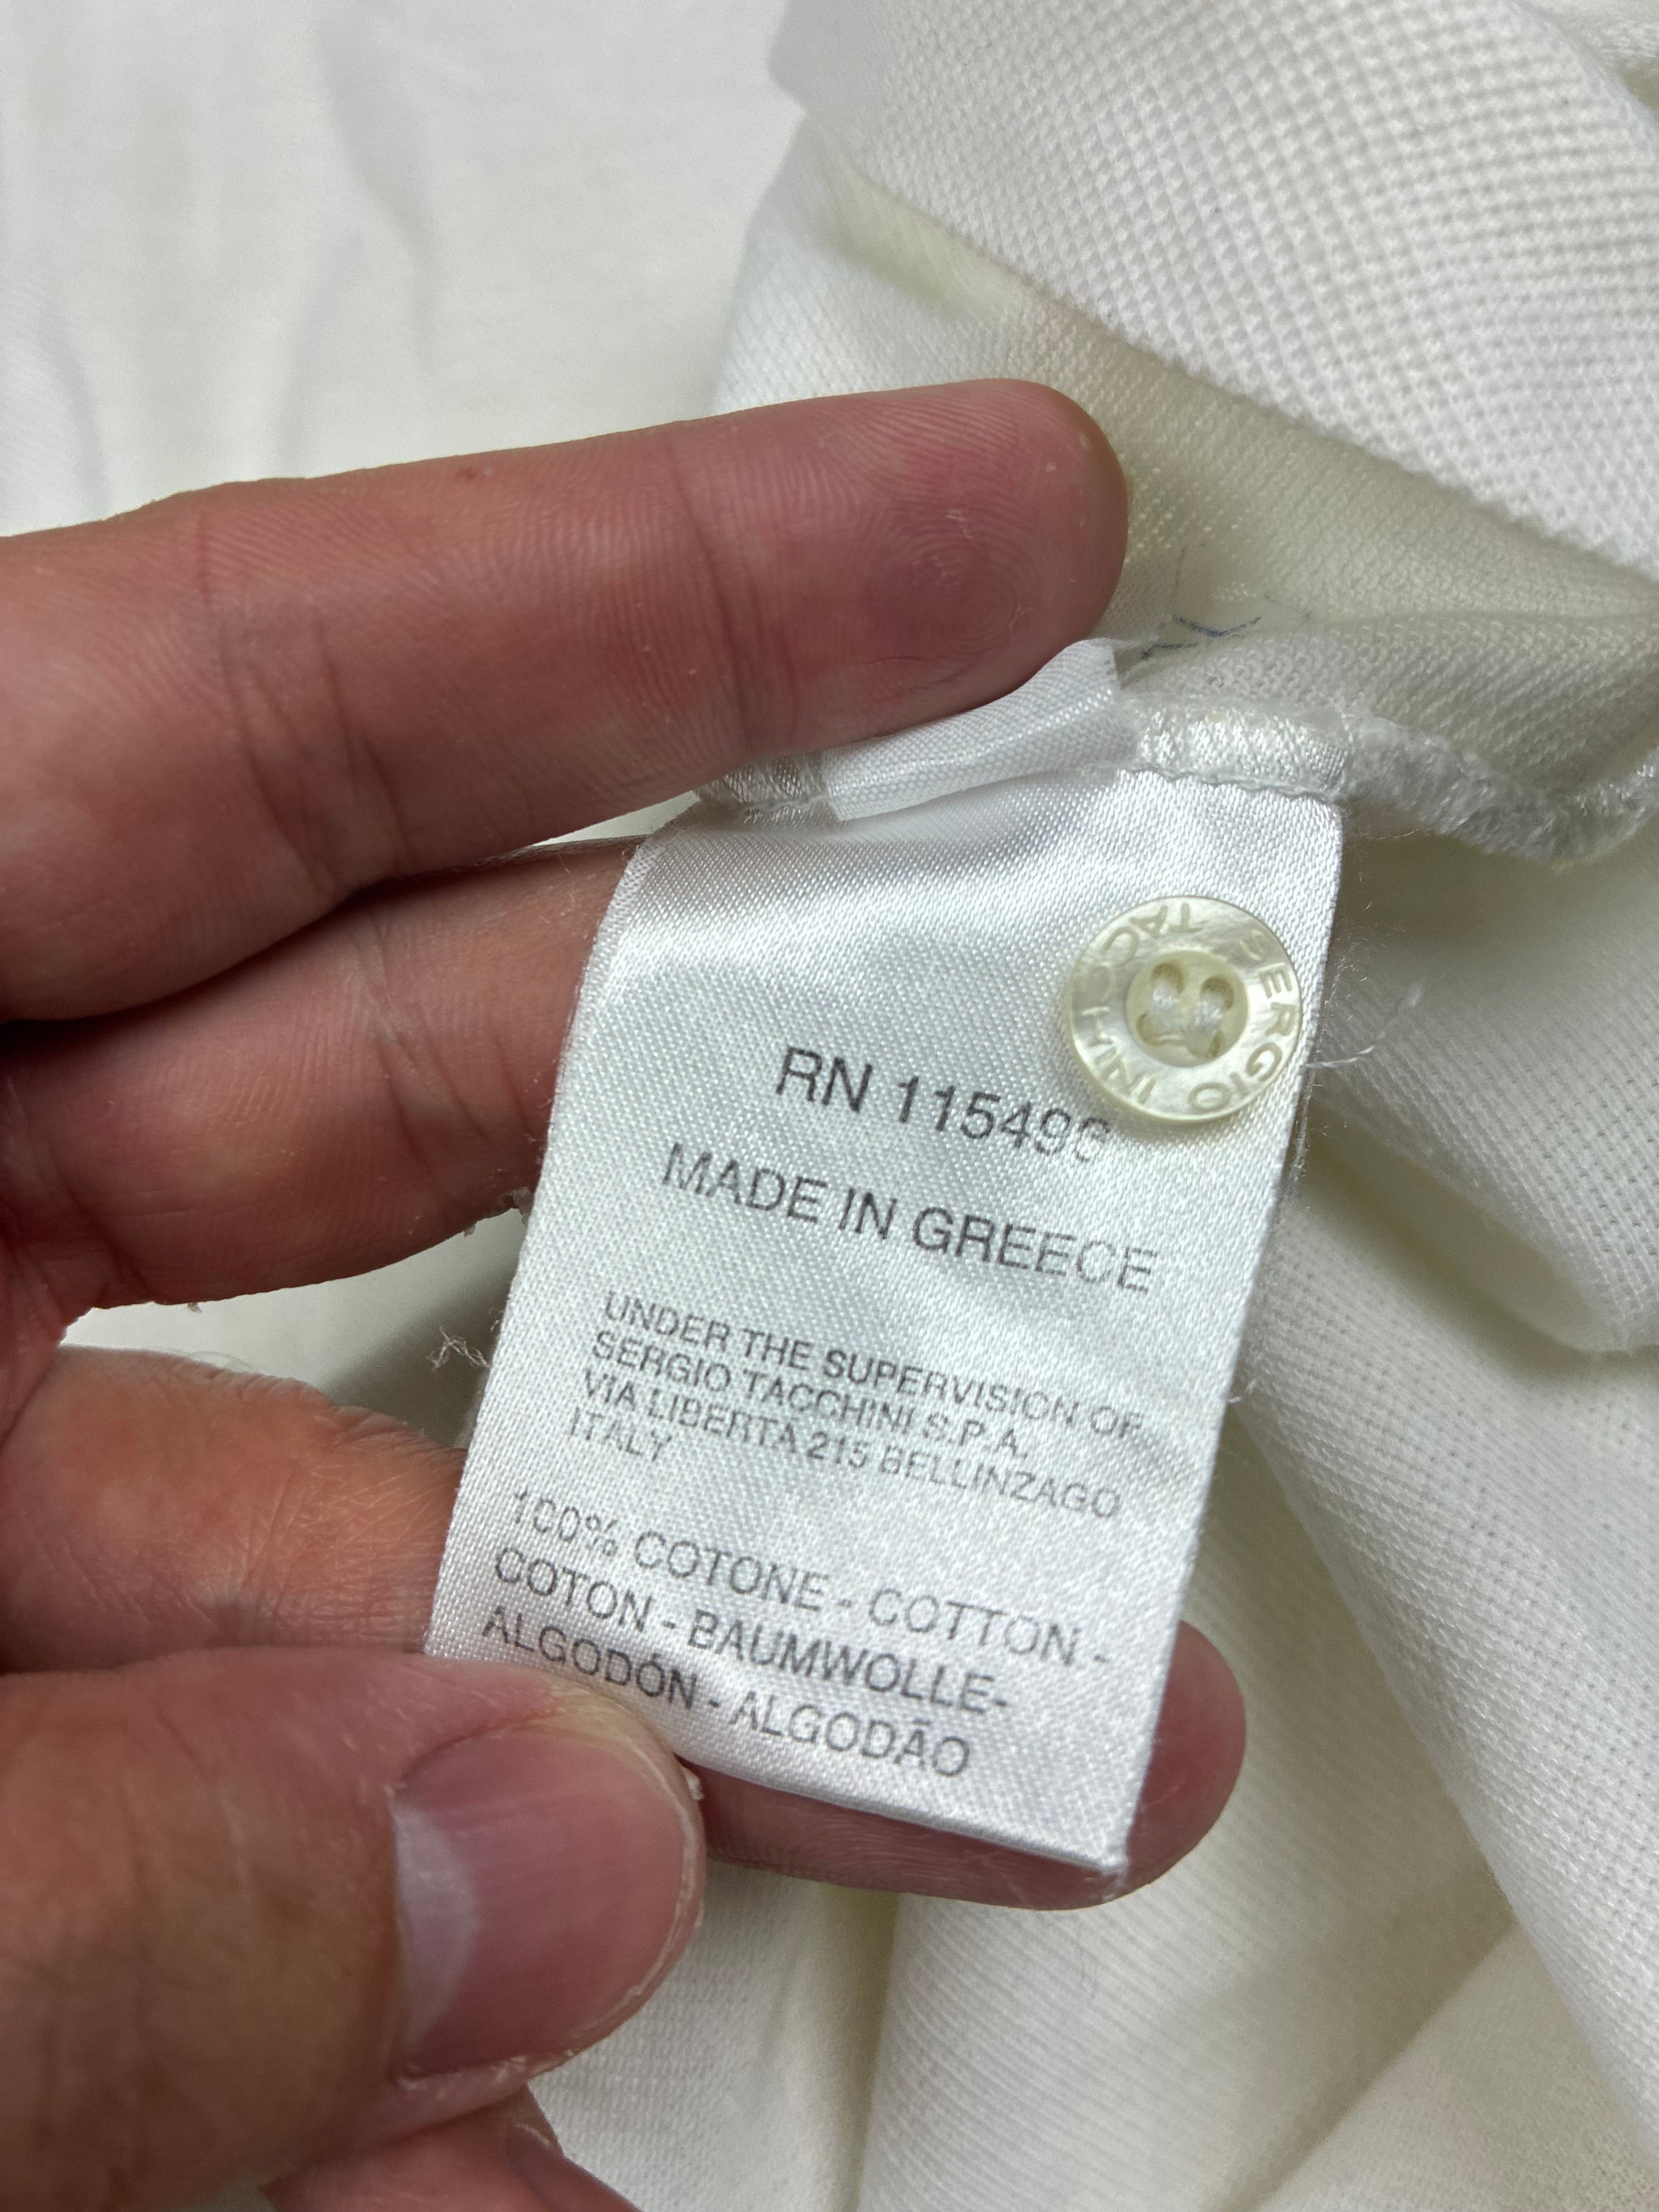 SERGIO TACCHINI
RN 115496
MADE IN GREECE
UNDER THE SUPERVISION OF
SERGIO TACCHINI S.P.A.
VIA LIBERTA 215 BELLINZAGO
ITALY
100% COTONE - COTTON -
COTON - BAUMWOLLE-
ALGODÓN - ALGODÃO